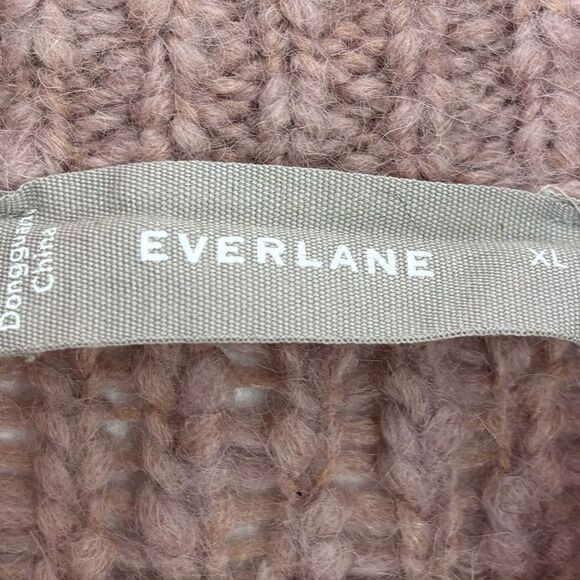 Dongguan,
China
EVERLANE
XL